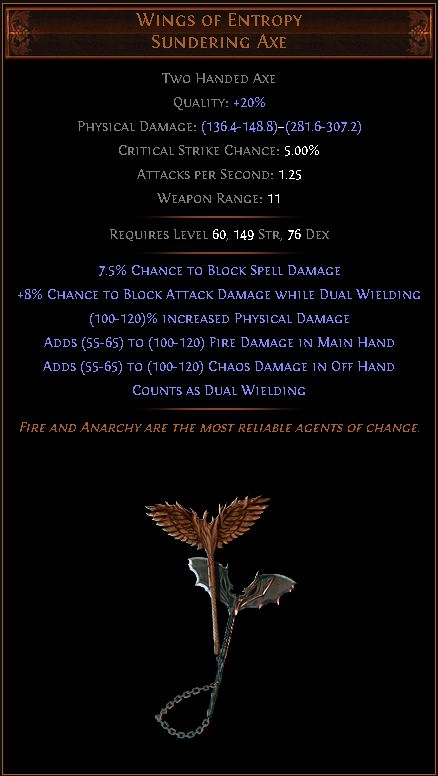 Wings of Entropy
Sundering Axe
Two Handed Axe
Quality: +20%
Physical Damage: (136.4-148.8)–(281.6-307.2)
Critical Strike Chance: 5.00%
Attacks per Second: 1.25
Weapon Range: 11
Requires Level 60, 149 Str, 76 Dex
7.5% Chance to Block Spell Damage
+8% Chance to Block Attack Damage while Dual Wielding
(100-120)% increased Physical Damage
Adds (55-65) to (100-120) Fire Damage in Main Hand
Adds (55-65) to (100-120) Chaos Damage in Off Hand
Counts as Dual Wielding
Fire and Anarchy are the most reliable agents of change.